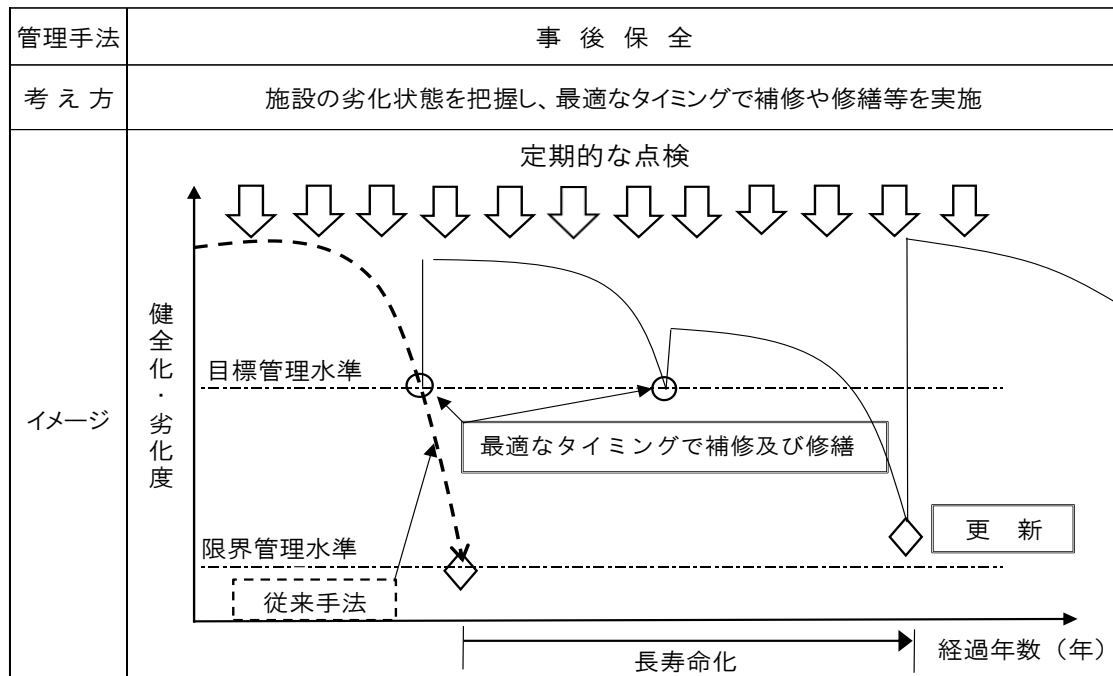 管理手法
事後保全
考え方
施設の劣化状態を把握し、最適なタイミングで補修や修繕等を実施
イメージ
定期的な点検
健全化・劣化度
目標管理水準
最適なタイミングで補修及び修繕
更 新
限界管理水準
従来手法
長寿命化
経過年数（年）